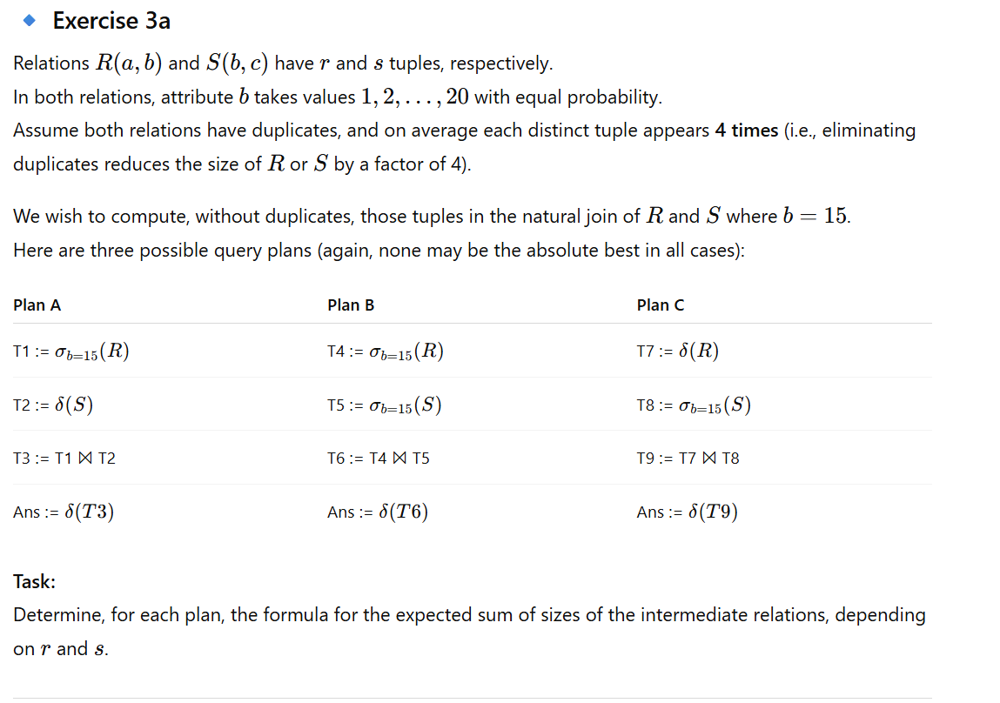 Exercise 3a
Relations R(a, b) and S(b, c) have r and s tuples, respectively.
In both relations, attribute b takes values 1, 2, . . . , 20 with equal probability.
Assume both relations have duplicates, and on average each distinct tuple appears 4 times (i.e., eliminating
duplicates reduces the size of R or S by a factor of 4).
We wish to compute, without duplicates, those tuples in the natural join of R and S where b = 15.
Here are three possible query plans (again, none may be the absolute best in all cases):
Plan A Plan B Plan C
T1 := σb=15(R) T4 := σb=15(R) T7 := δ(R)
T2 := δ(S) T5 := σb=15(S) T8 := σb=15(S)
T3 := T1 ⋈ T2 T6 := T4 ⋈ T5 T9 := T7 ⋈ T8
Ans := δ(T3) Ans := δ(T6) Ans := δ(T9)
Task:
Determine, for each plan, the formula for the expected sum of sizes of the intermediate relations, depending
on r and s.